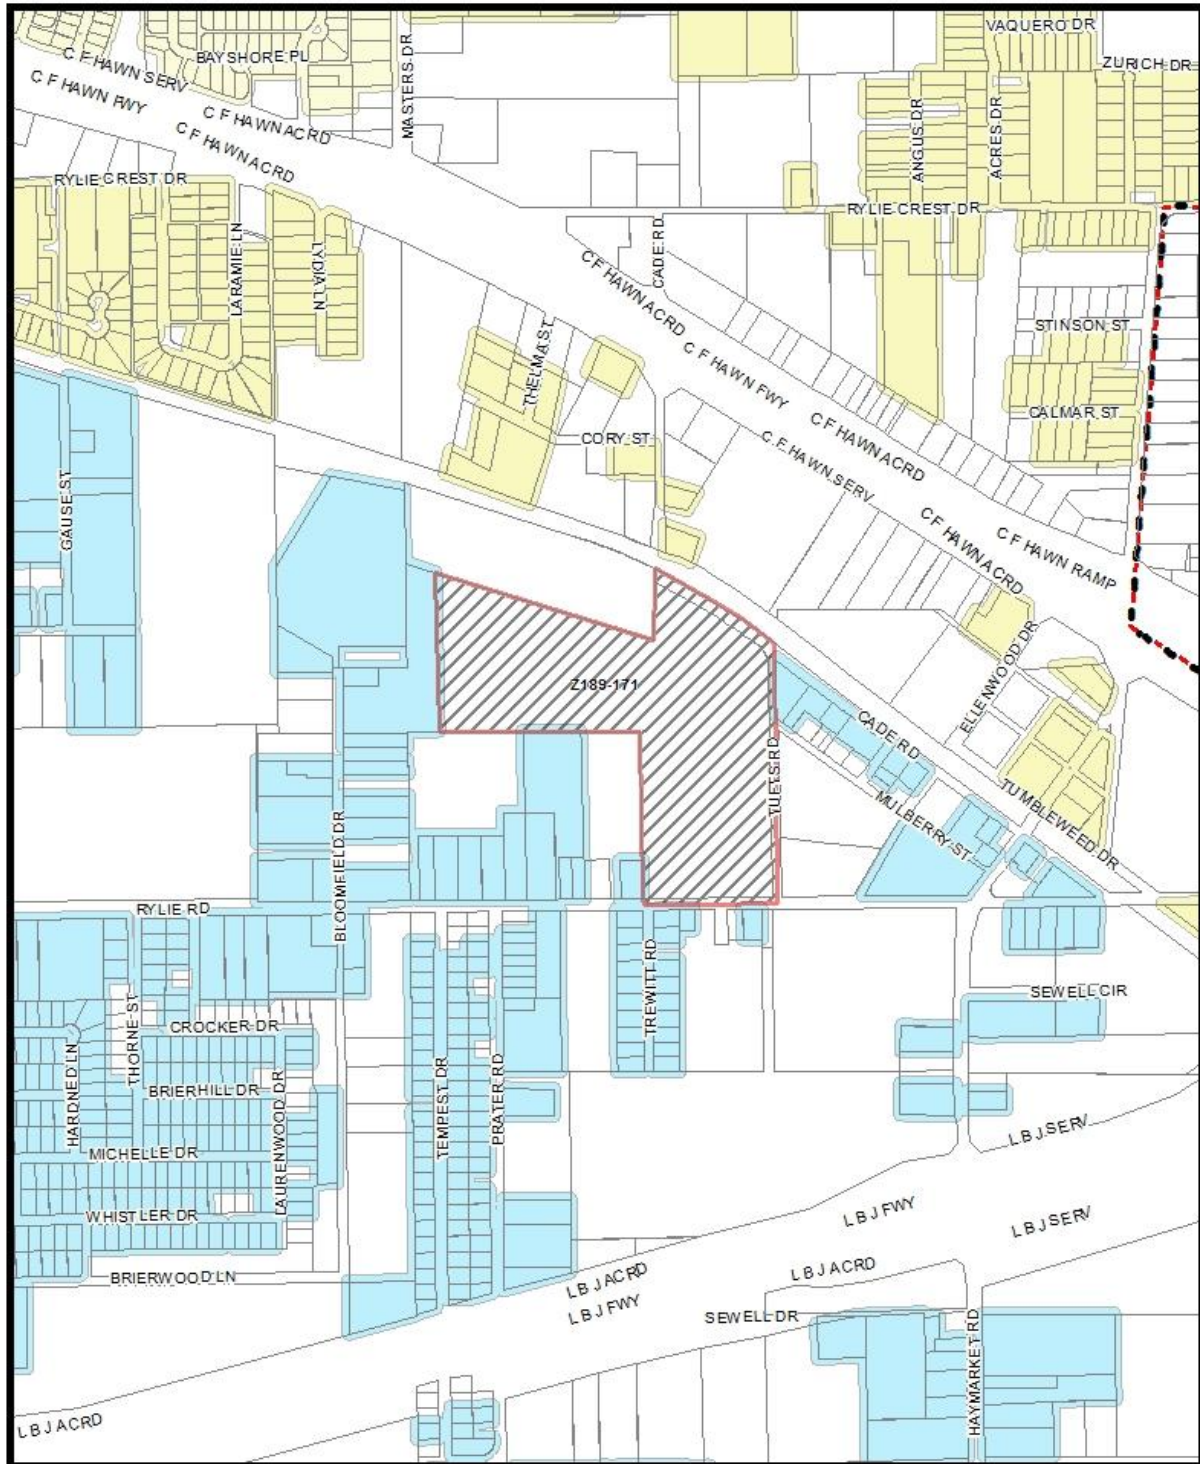 VAQUERO DR
BAYSHORE PL
C F HAWN SERV
ZURICH DR
MASTERS DR
C F HAWN FWY
C F HAWN ACRD
C F HAWN ACRD
ANGUS DR
ACRES DR
RYLIE CREST DR
RYLIE CREST DR
LARAMIE LN
LYDIA LN
CADE RD
C F HAWN ACRD
STINSON ST
C F HAWN FWY
THELMA ST
CALMAR ST
C F HAWN ACRD
CORY ST
C F HAWN SERV
GAUSE ST
C F HAWN ACRD
C F HAWN RAMP
Z189-171
ELLENWOOD DR
CADE RD
TUFTS RD
MULBERRY ST
TUMBLEWEED DR
BLOOMFIELD DR
RYLIE RD
TREWITT RD
SEWELL CIR
THORNE ST
CROCKER DR
HARDNED LN
BRIERHILL DR
LAURENWOOD DR
TEMPEST DR
PRATER RD
L B J SERV
MICHELLE DR
WHISTLER DR
L B J FWY
L B J SERV
BRIERWOOD LN
L B J ACRD
L B J ACRD
L B J FWY
SEWELL DR
HAYMARKET RD
L B J ACRD